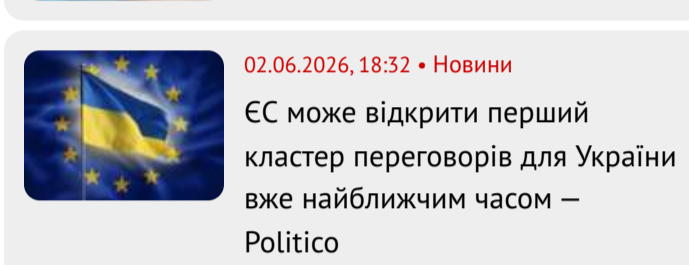 02.06.2026, 18:32 • Новини
ЄС може відкрити перший
кластер переговорів для України
вже найближчим часом —
Politico